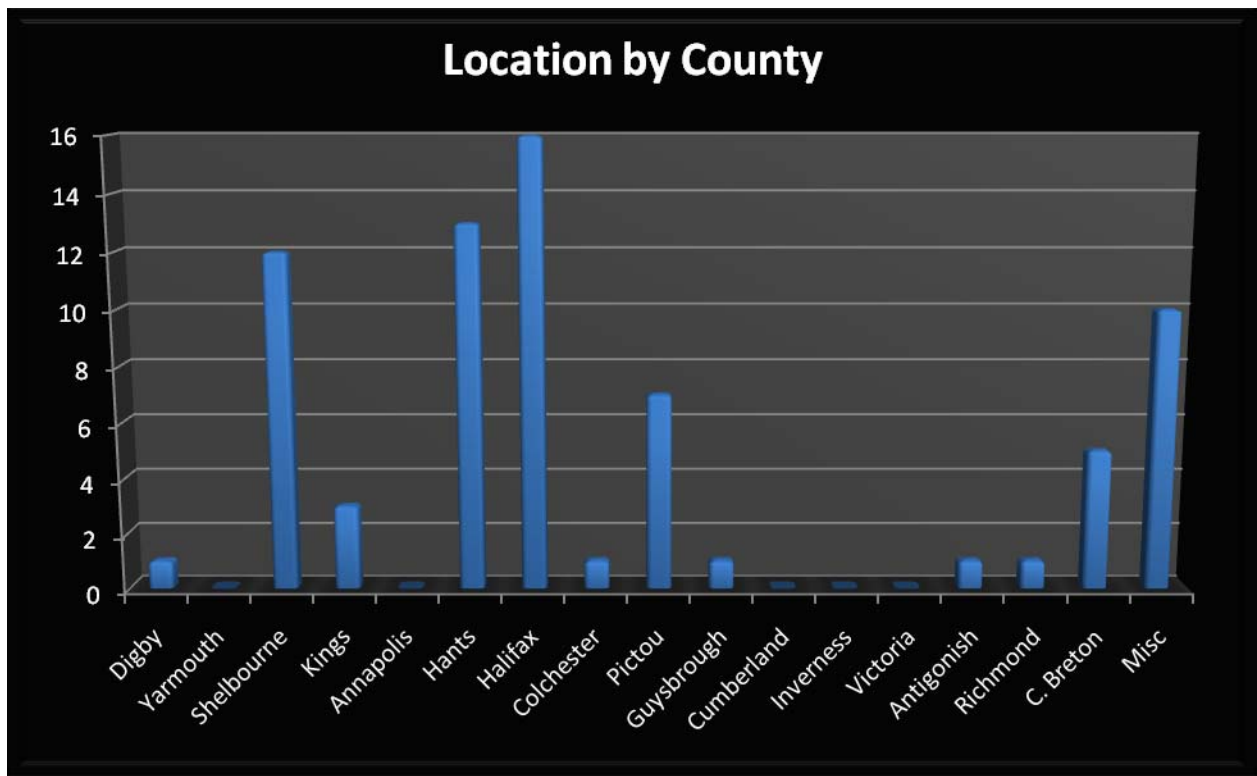 Location by County
16
14
12
10
8
6
4
2
0
Digby
Yarmouth
Shelbourne
Kings
Annapolis
Hants
Halifax
Colchester
Pictou
Guysbrough
Cumberland
Inverness
Victoria
Antigonish
Richmond
C. Breton
Misc